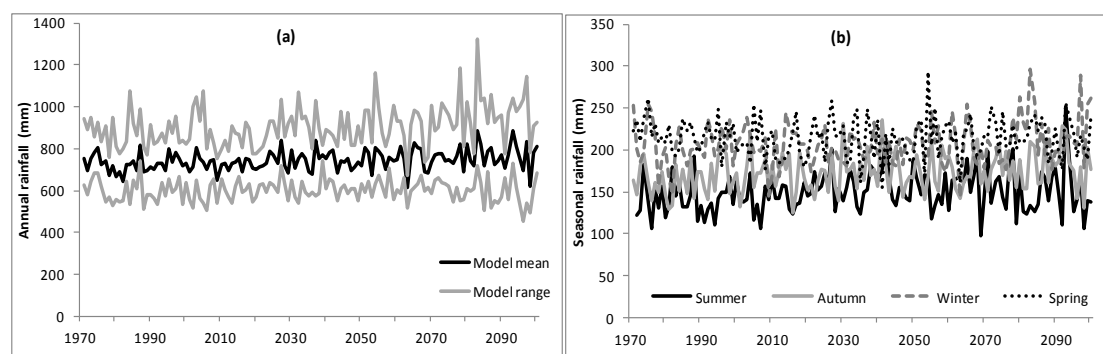 (a)
Annual rainfall (mm)
1400
1200
1000
800
600
400
200
0
1970 1990 2010 2030 2050 2070 2090
Model mean
Model range
(b)
Seasonal rainfall (mm)
350
300
250
200
150
100
50
0
1970 1990 2010 2030 2050 2070 2090
Summer Autumn Winter Spring